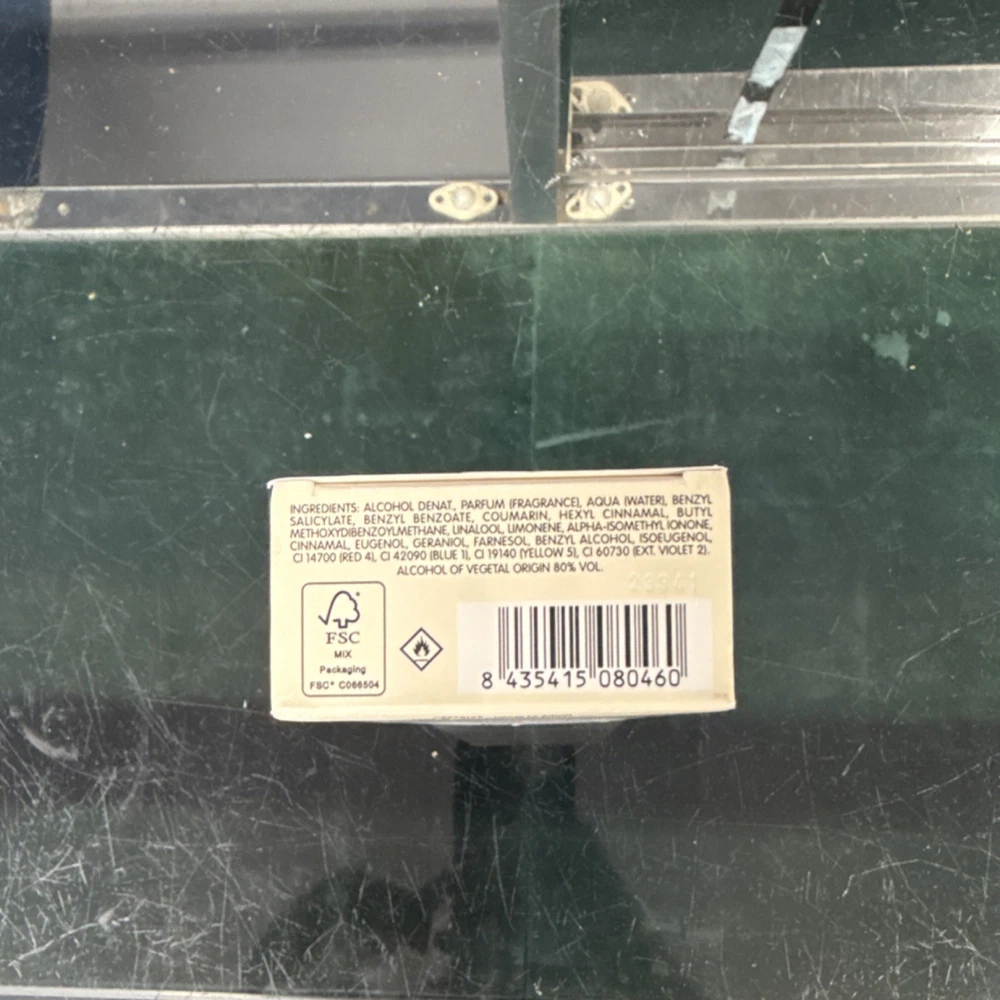 INGREDIENTS: ALCOHOL DENAT., PARFUM (FRAGRANCE), AQUA (WATER), BENZYL
SALICYLATE, BENZYL BENZOATE, COUMARIN, HEXYL CINNAMAL, BUTYL
METHOXYDIBENZOYLMETHANE, LINALOOL, LIMONENE, ALPHA-ISOMETHYL IONONE,
CINNAMAL, EUGENOL, GERANIOL, FARNESOL, BENZYL ALCOHOL, ISOEUGENOL,
CI 14700 (RED 4), CI 42090 (BLUE 1), CI 19140 (YELLOW 5), CI 60730 (EXT. VIOLET 2).
ALCOHOL OF VEGETAL ORIGIN 80% VOL.
23341
FSC
MIX
Packaging
FSC® C066504
8 435415 080460